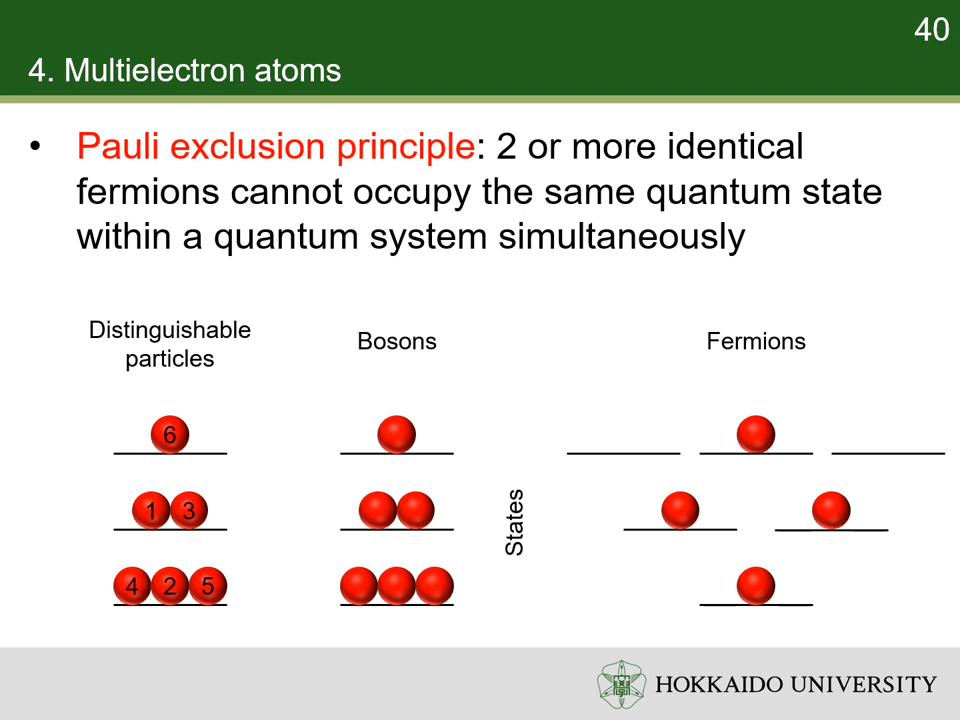 40
4. Multielectron atoms
• Pauli exclusion principle: 2 or more identical
fermions cannot occupy the same quantum state
within a quantum system simultaneously
Distinguishable
particles
Bosons
Fermions
6
1 3
4 2 5
States
HOKKAIDO UNIVERSITY